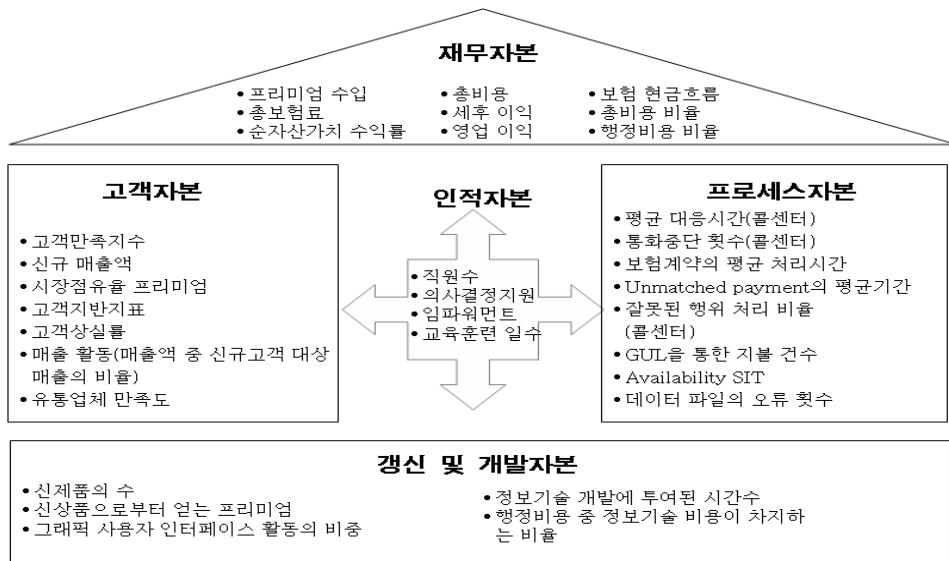 재무자본
• 프리미엄 수입
• 총보험료
• 순자산가치 수익률
• 총비용
• 세후 이익
• 영업 이익
• 보험 현금흐름
• 총비용 비율
• 행정비용 비율
고객자본
• 고객만족지수
• 신규 매출액
• 시장점유율 프리미엄
• 고객지반지표
• 고객상실률
• 매출 활동(매출액 중 신규고객 대상
매출의 비율)
• 유통업체 만족도
인적자본
• 직원수
• 의사결정지원
• 임파워먼트
• 교육훈련 일수
프로세스자본
• 평균 대응시간(콜센터)
• 통화중단 횟수(콜센터)
• 보험계약의 평균 처리시간
• Unmatched payment의 평균기간
• 잘못된 행위 처리 비율
(콜센터)
• GUL을 통한 지불 건수
• Availability SIT
• 데이터 파일의 오류 횟수
갱신 및 개발자본
• 신제품의 수
• 신상품으로부터 얻는 프리미엄
• 그래픽 사용자 인터페이스 활동의 비중
• 정보기술 개발에 투여된 시간수
• 행정비용 중 정보기술 비용이 차지하
는 비율